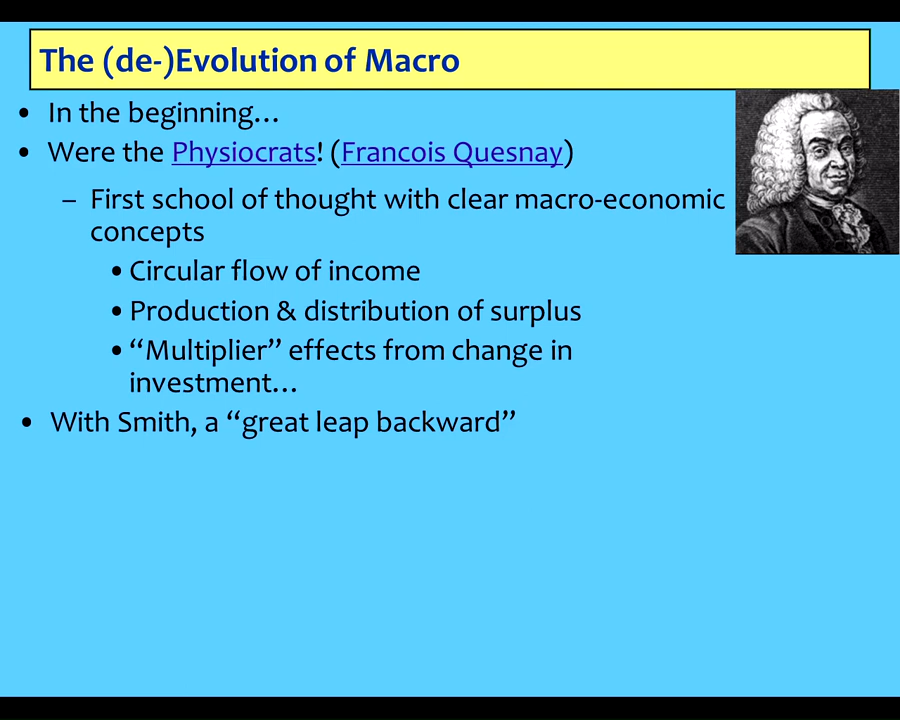 The (de-)Evolution of Macro
• In the beginning…
• Were the Physiocrats! (Francois Quesnay)
– First school of thought with clear macro-economic
concepts
• Circular flow of income
• Production & distribution of surplus
• “Multiplier” effects from change in
investment…
• With Smith, a “great leap backward”